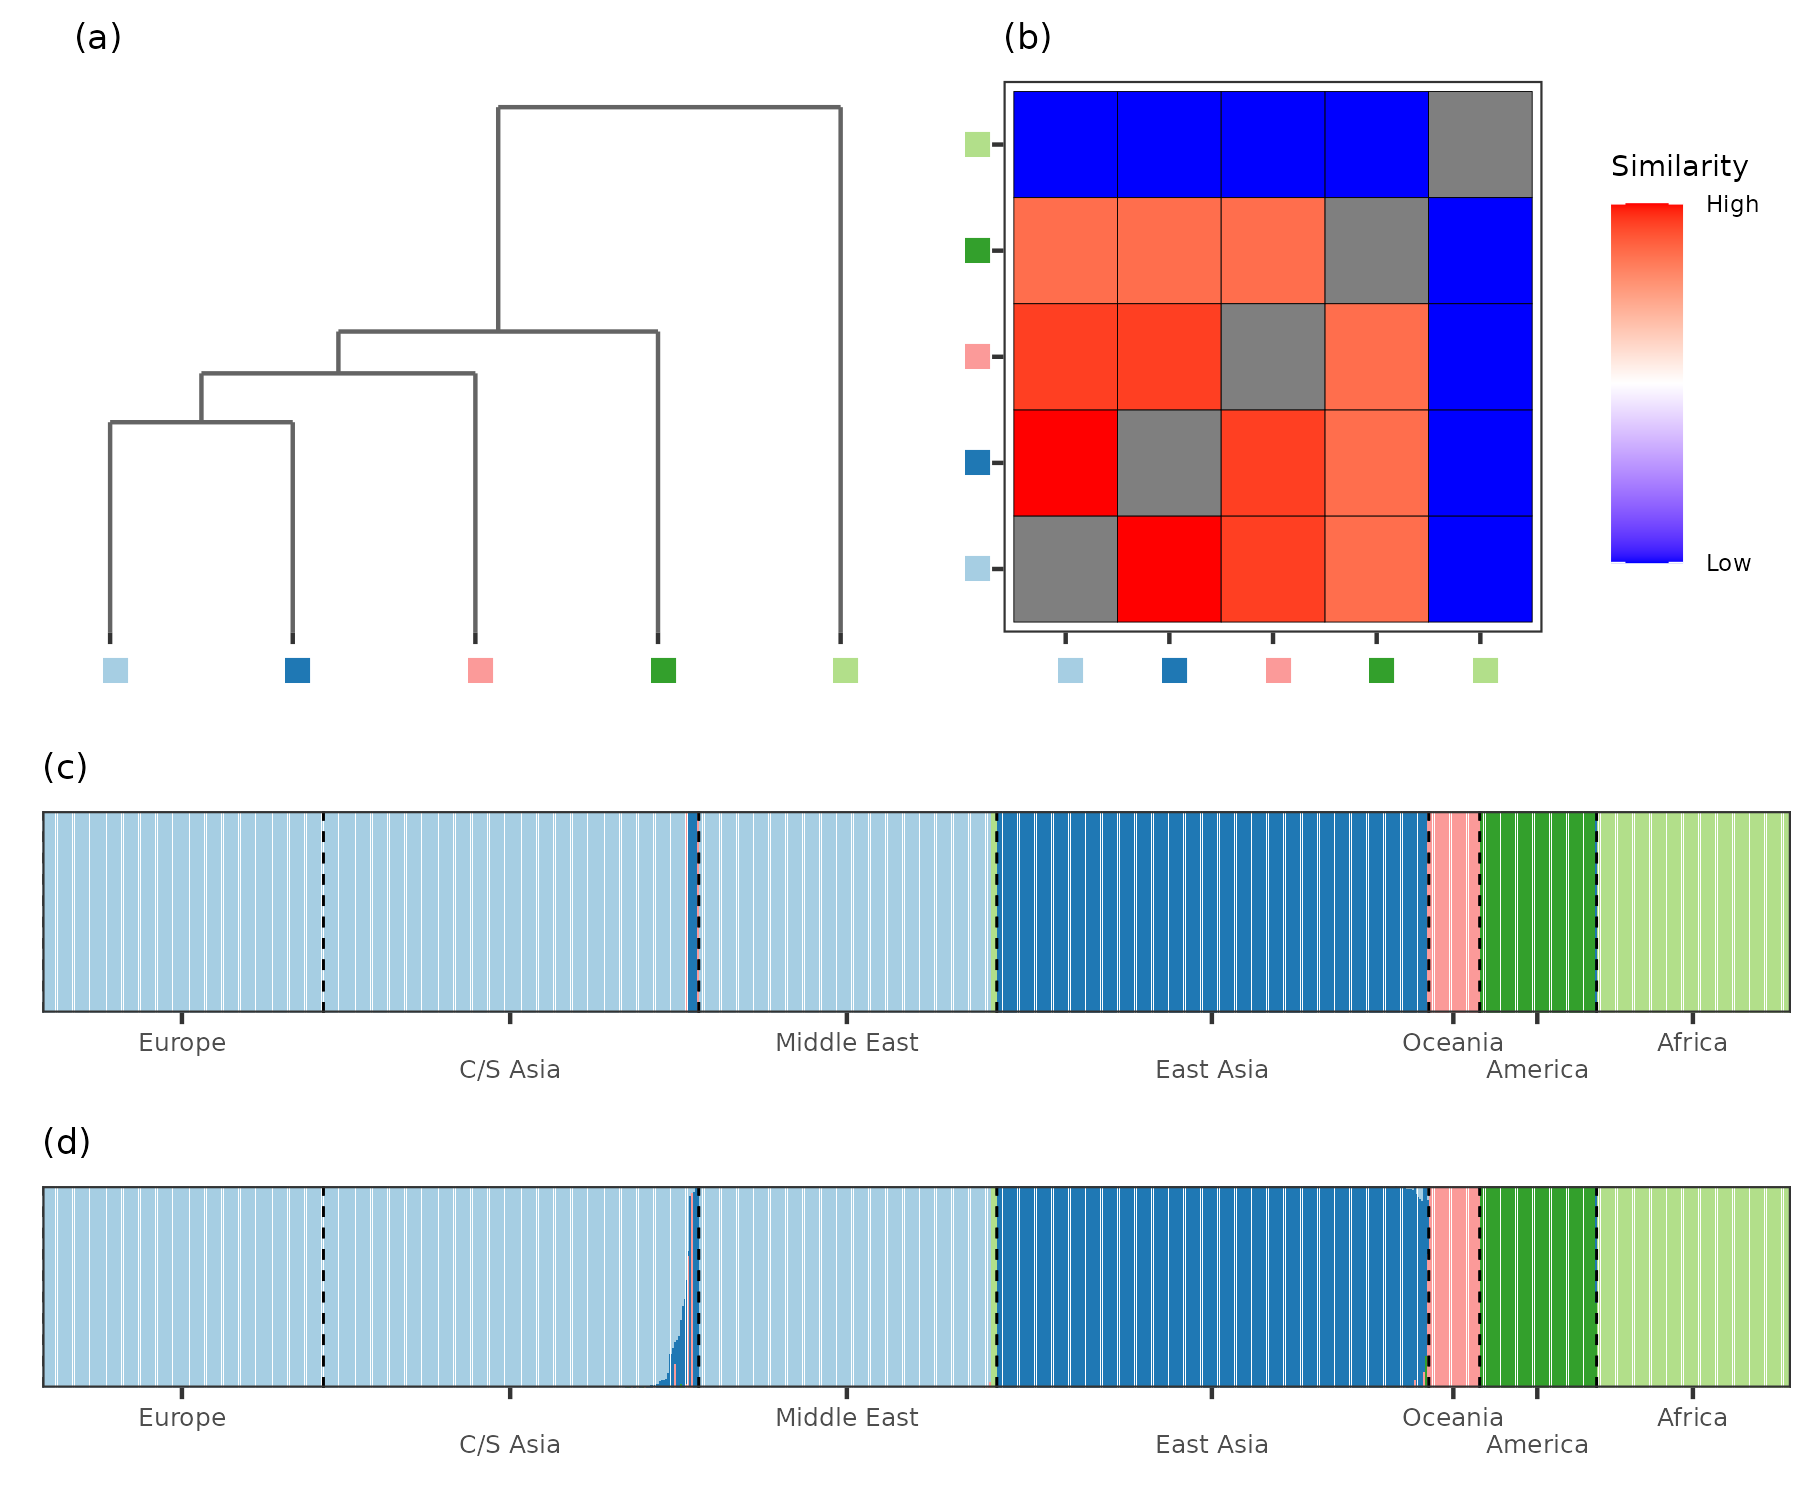 (a)
(b)
Similarity
High
Low
(c)
Europe
C/S Asia
Middle East
East Asia
Oceania
America
Africa
(d)
Europe
C/S Asia
Middle East
East Asia
Oceania
America
Africa